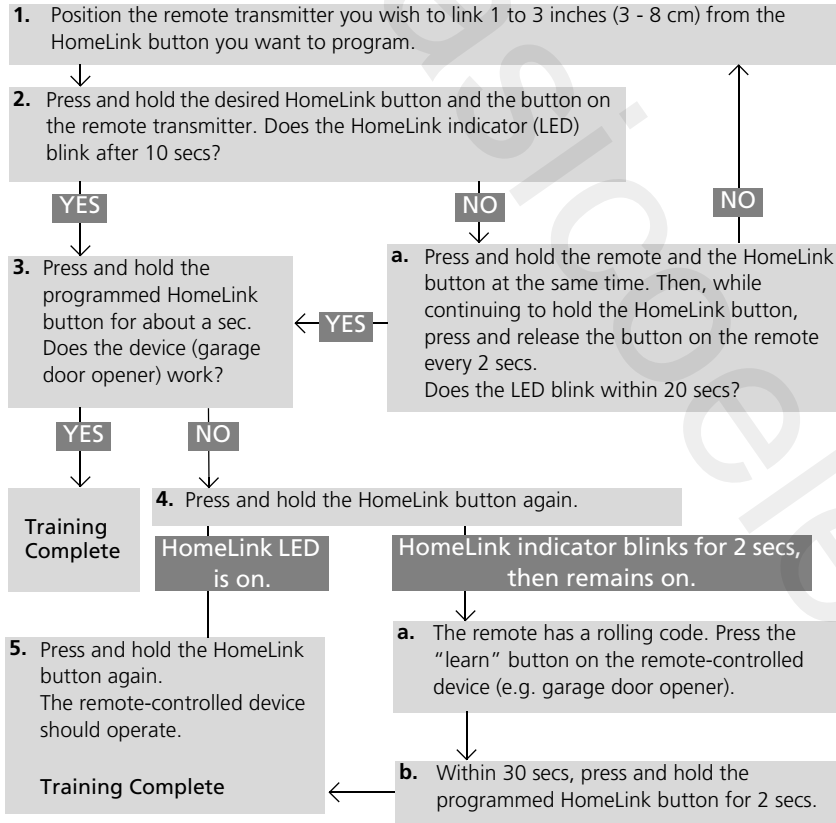 1. Position the remote transmitter you wish to link 1 to 3 inches (3 - 8 cm) from the
HomeLink button you want to program.
2. Press and hold the desired HomeLink button and the button on
the remote transmitter. Does the HomeLink indicator (LED)
blink after 10 secs?
YES
NO
NO
3. Press and hold the
programmed HomeLink
button for about a sec.
Does the device (garage
door opener) work?
YES
a. Press and hold the remote and the HomeLink
button at the same time. Then, while
continuing to hold the HomeLink button,
press and release the button on the remote
every 2 secs.
Does the LED blink within 20 secs?
YES
NO
Training
Complete
4. Press and hold the HomeLink button again.
HomeLink LED
is on.
HomeLink indicator blinks for 2 secs,
then remains on.
a. The remote has a rolling code. Press the
“learn” button on the remote-controlled
device (e.g. garage door opener).
5. Press and hold the HomeLink
button again.
The remote-controlled device
should operate.
Training Complete
b. Within 30 secs, press and hold the
programmed HomeLink button for 2 secs.